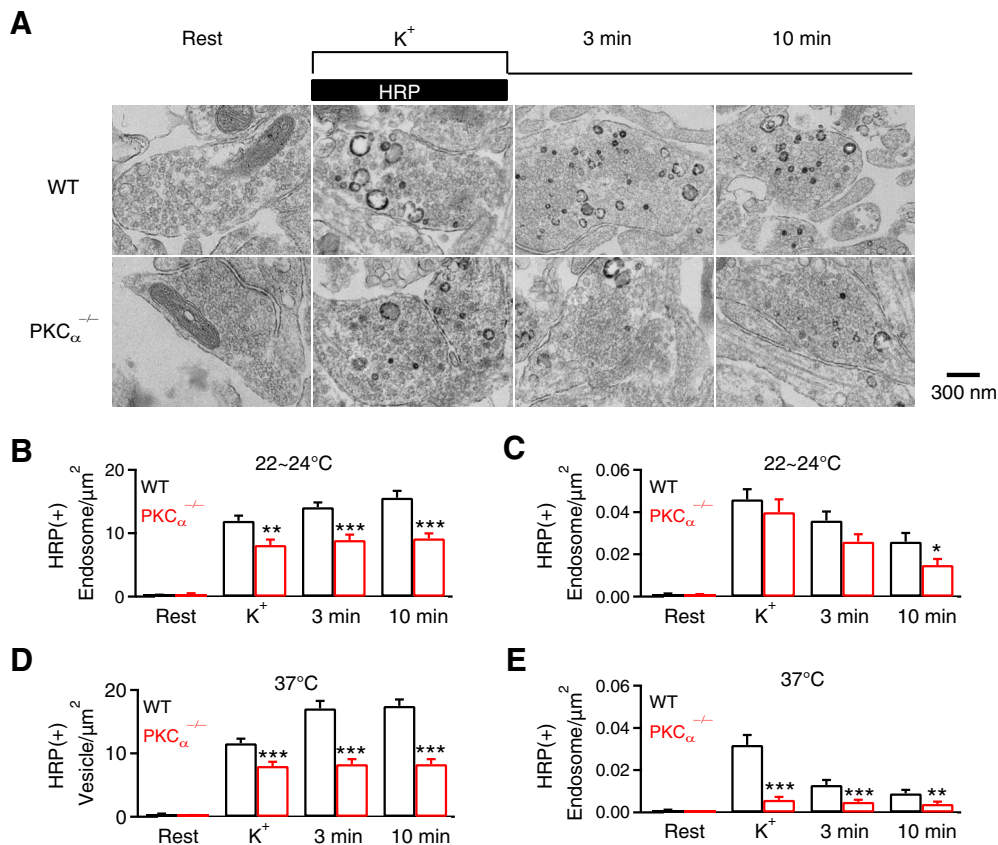 A
Rest K⁺ 3 min 10 min
HRP
WT
PKCα⁻/⁻
300 nm
B
22~24°C
HRP(+)
Endosome/μm²
20
10
0
WT
PKCα⁻/⁻
** *** ***
Rest K⁺ 3 min 10 min
C
22~24°C
HRP(+)
Endosome/μm²
0.06
0.04
0.02
0.00
WT
PKCα⁻/⁻
*
Rest K⁺ 3 min 10 min
D
37°C
HRP(+)
Vesicle/μm²
20
10
0
WT
PKCα⁻/⁻
*** *** ***
Rest K⁺ 3 min 10 min
E
37°C
HRP(+)
Endosome/μm²
0.06
0.04
0.02
0.00
WT
PKCα⁻/⁻
*** *** **
Rest K⁺ 3 min 10 min